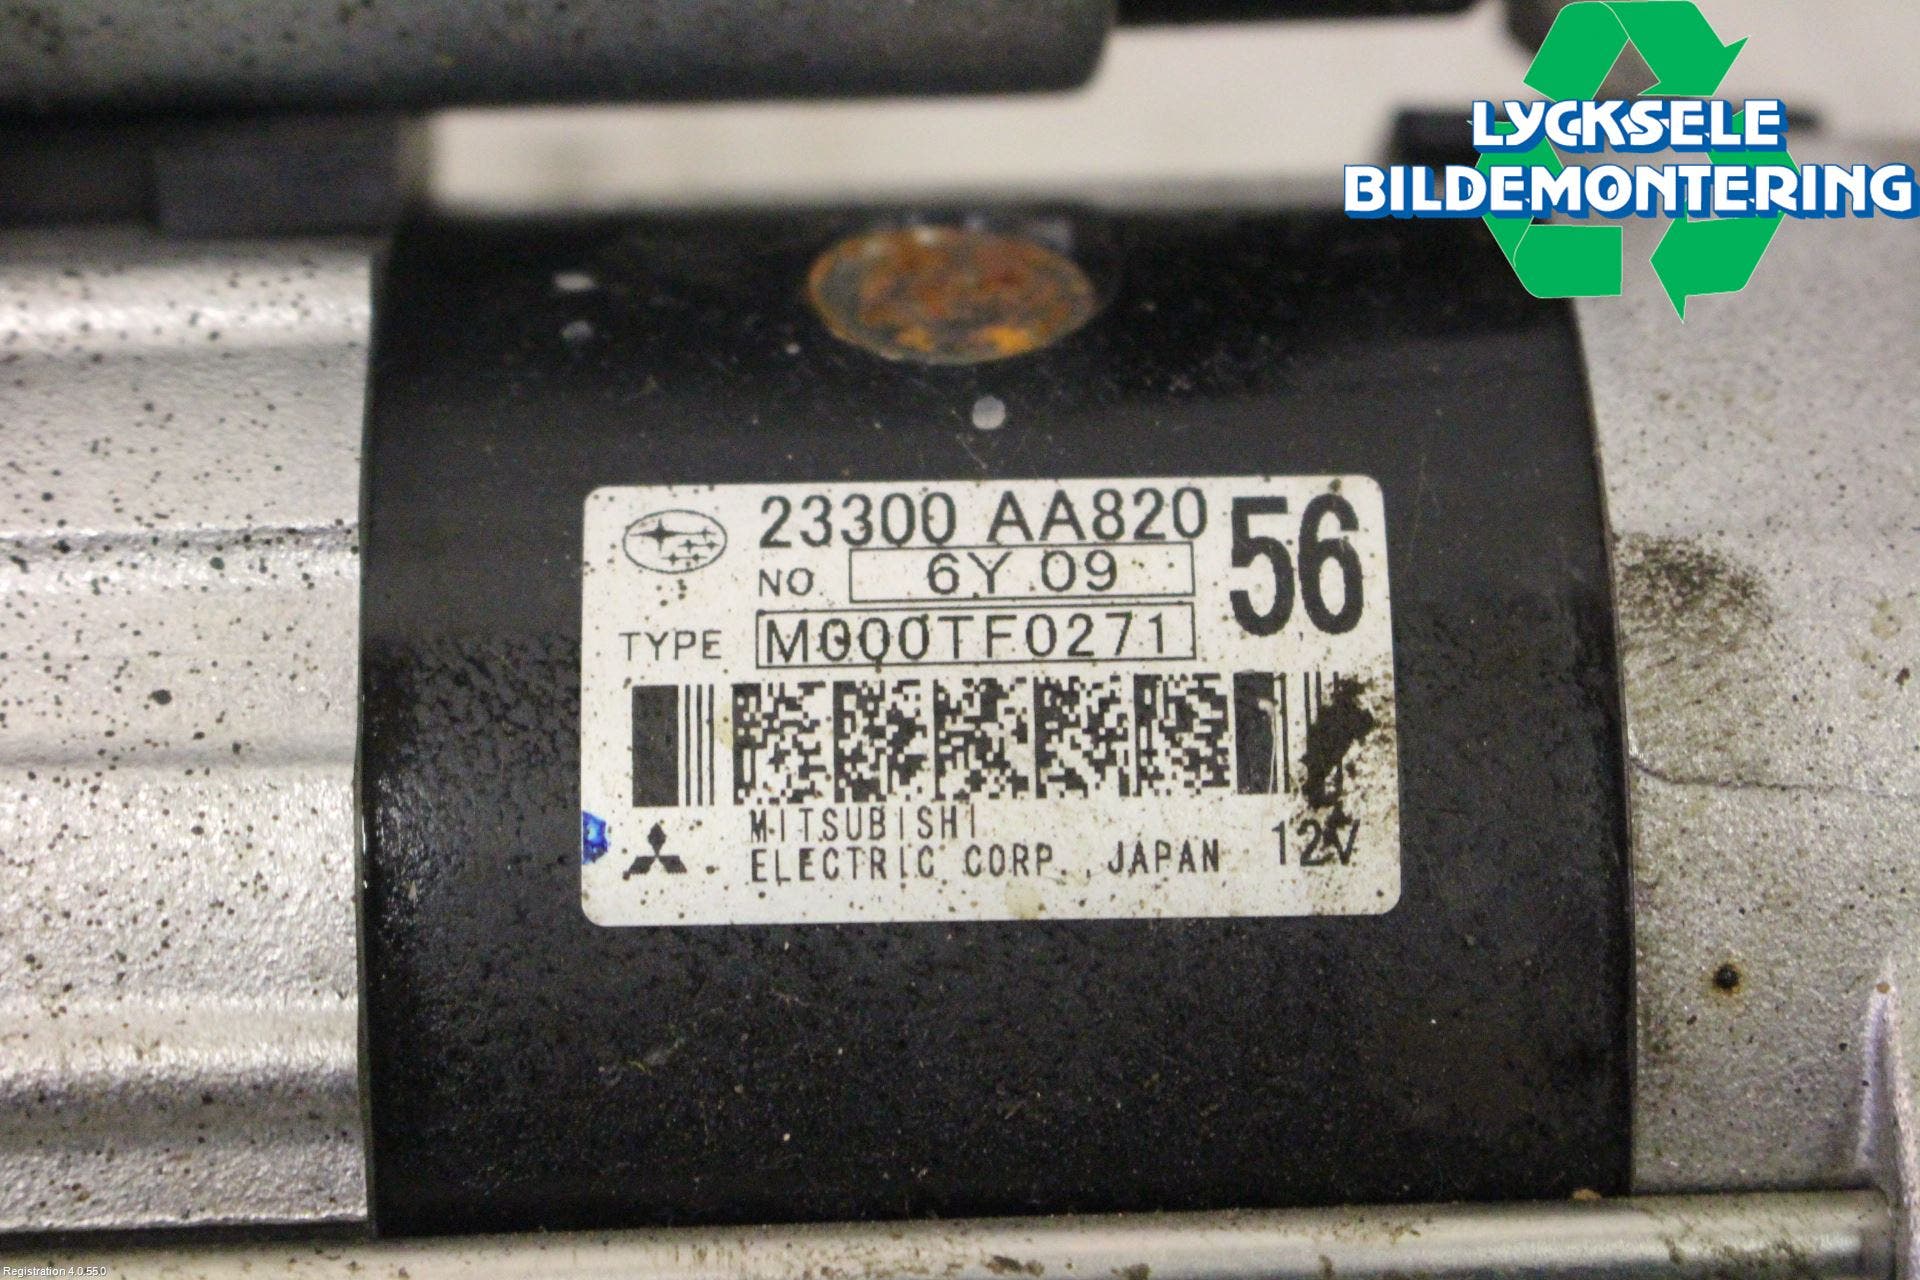 LYCKSELE
BILDEMONTERING
23300 AA820 56
NO 6Y 09
TYPE M000TF0271
MITSUBISHI
ELECTRIC CORP., JAPAN 12V
Registration 4.0.55.0